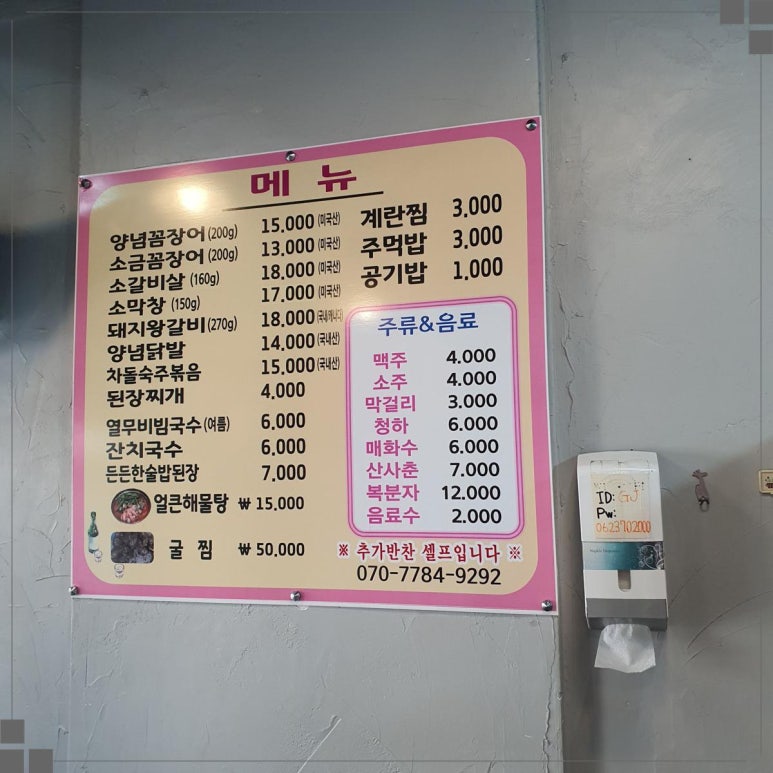 메 뉴
양념꼼장어(200g) 15,000 (미국산)
소금꼼장어(200g) 13,000 (미국산)
소갈비살 (160g) 18,000 (미국산)
소막창 (150g) 17,000 (미국산)
돼지왕갈비(270g) 18,000
양념닭발 14,000 (국내산)
차돌숙주볶음 15,000 (국내산)
된장찌개 4,000
열무비빔국수(여름) 6,000
잔치국수 6,000
든든한술밥된장 7,000
얼큰해물탕 ₩ 15,000
굴 찜 ₩ 50,000
계란찜 3,000
주먹밥 3,000
공기밥 1,000
주류&음료
맥주 4.000
소주 4.000
막걸리 3.000
청하 6.000
매화수 6.000
산사춘 7.000
복분자 12.000
음료수 2.000
※ 추가반찬 셀프입니다 ※
070-7784-9292
ID: GJ
Pw:
0623702000